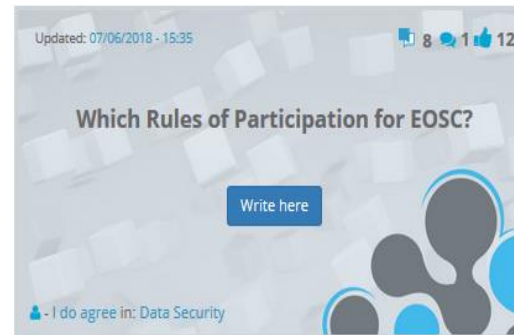 Updated: 07/06/2018 - 15:35 8 1 12
Which Rules of Participation for EOSC?
Write here
- I do agree in: Data Security